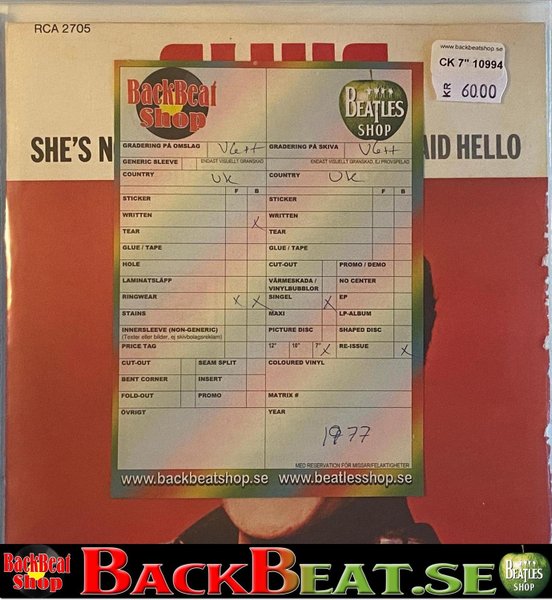 RCA 2705
www.backbeatshop.se
CK 7" 10994
KR 6000
SHE'S N
AID HELLO
BackBeat
Shop
BEATLES
SHOP
GRADERING PÅ OMSLAG VG++
GRADERING PÅ SKIVA VG++
GENERIC SLEEVE
ENDAST VISUELLT GRANSKAD
ENDAST VISUELLT GRANSKAD, EJ PROVSPELAD
COUNTRY UK
COUNTRY UK
F B
F B
STICKER
STICKER
WRITTEN X
WRITTEN
TEAR
TEAR
GLUE / TAPE
GLUE / TAPE
HOLE
CUT-OUT
PROMO / DEMO
LAMINATSLÄPP
VÄRMESKADA /
VINYLBUBBLOR
NO CENTER
RINGWEAR X X
SINGEL X
EP
STAINS
MAXI
LP-ALBUM
INNERSLEEVE (NON-GENERIC)
(Texter eller bilder, ej skivbolagsreklam)
PICTURE DISC
SHAPED DISC
PRICE TAG
12" 10" 7" X
RE-ISSUE X
CUT-OUT
SEAM SPLIT
COLOURED VINYL
BENT CORNER
INSERT
FOLD-OUT
PROMO
MATRIX #
ÖVRIGT
YEAR
1977
MED RESERVATION FÖR MISSAR/FELAKTIGHETER
www.backbeatshop.se www.beatlesshop.se
BackBeat
Shop
BACKBEAT.SE
BEATLES
SHOP